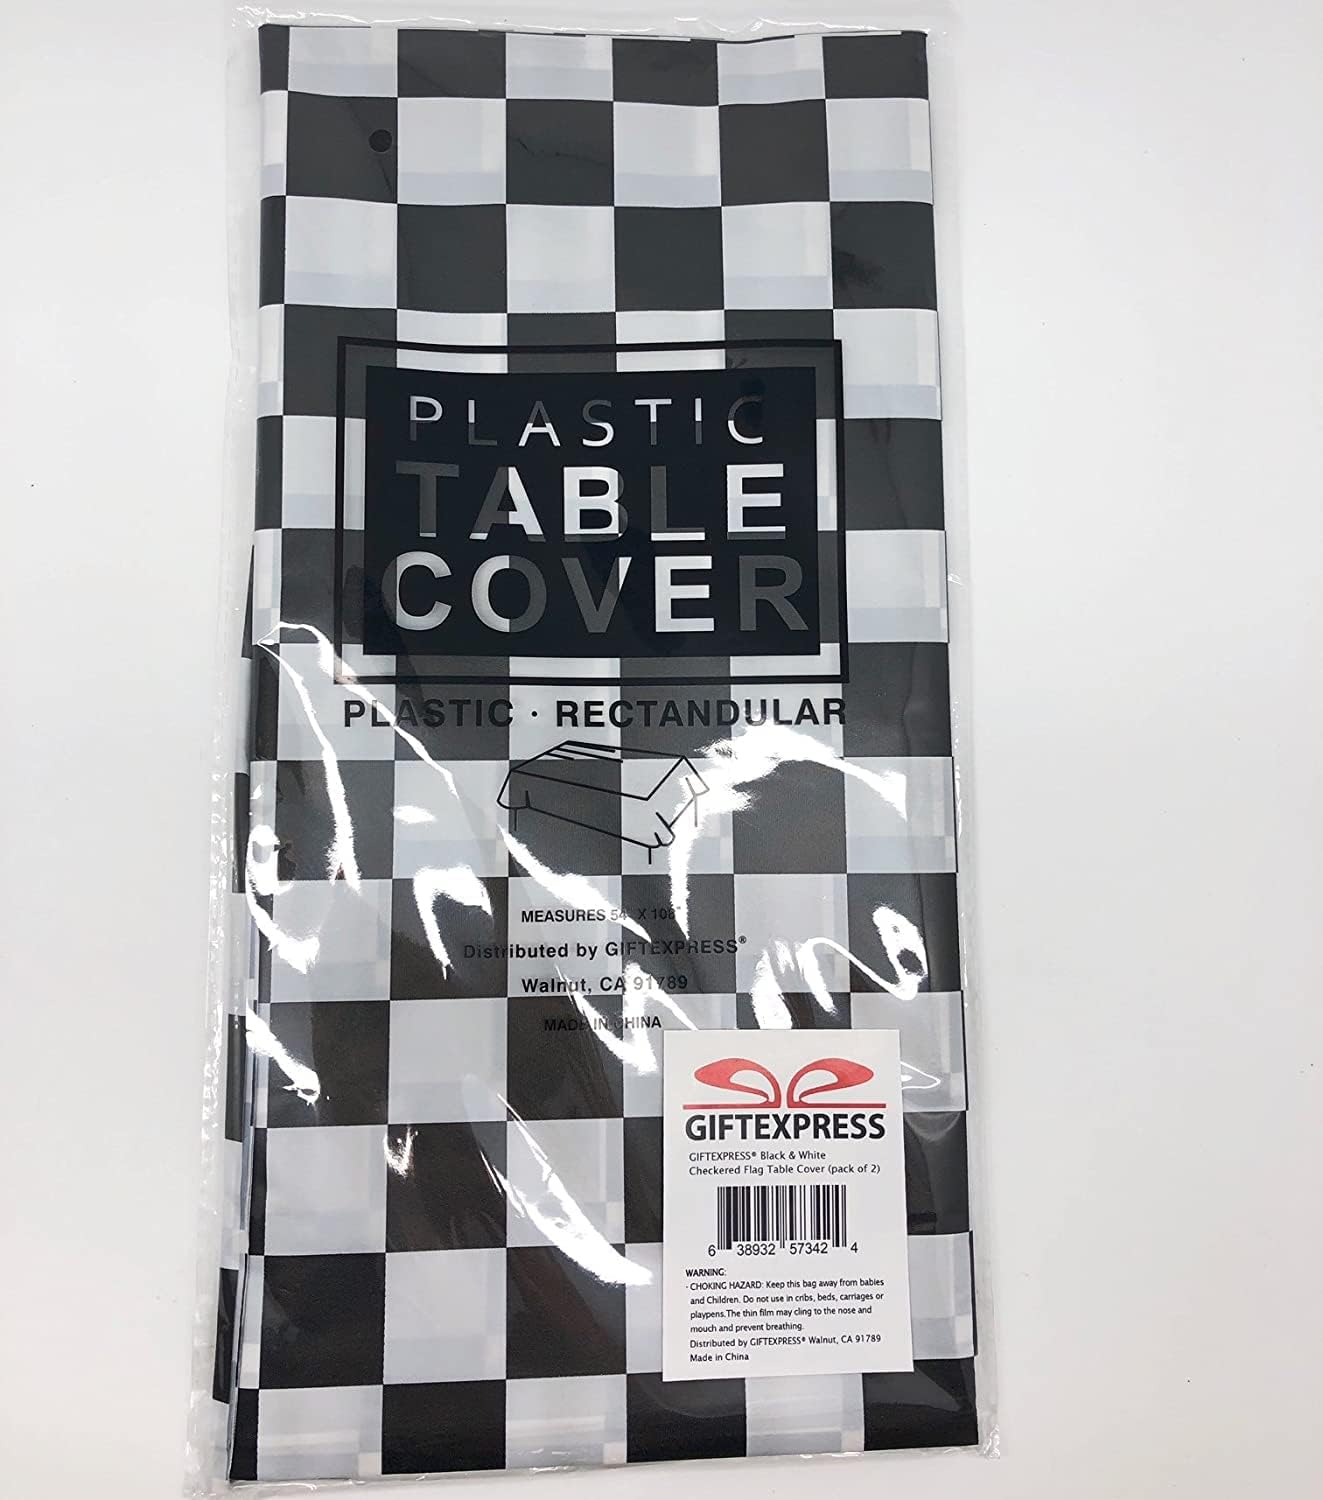 PLASTIC
TABLE
COVER
PLASTIC · RECTANDULAR
MEASURES 54" X 108"
Distributed by GIFTEXPRESS®
Walnut, CA 91789
MADE IN CHINA
GIFTEXPRESS
GIFTEXPRESS® Black & White
Checkered Flag Table Cover (pack of 2)
6 38932 57342 4
WARNING:
· CHOKING HAZARD: Keep this bag away from babies
and Children. Do not use in cribs, beds, carriages or
playpens.The thin film may cling to the nose and
mouch and prevent breathing.
Distributed by GIFTEXPRESS® Walnut, CA 91789
Made in China